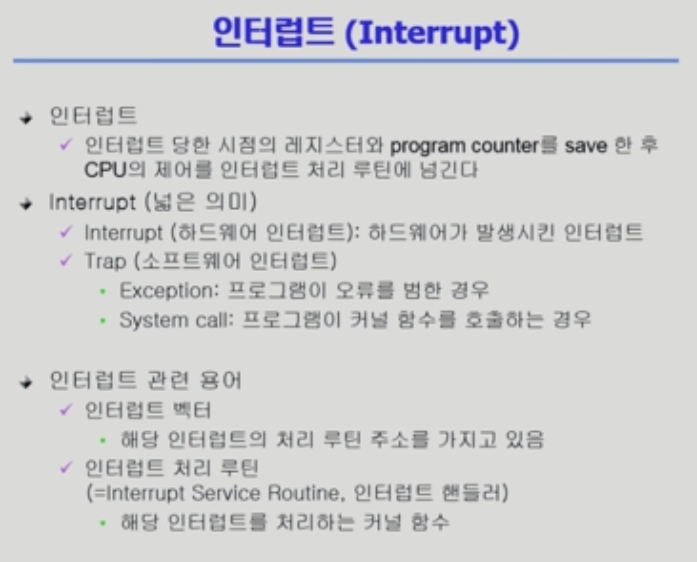 인터럽트 (Interrupt)
인터럽트
인터럽트 당한 시점의 레지스터와 program counter를 save 한 후
CPU의 제어를 인터럽트 처리 루틴에 넘긴다
Interrupt (넓은 의미)
Interrupt (하드웨어 인터럽트): 하드웨어가 발생시킨 인터럽트
Trap (소프트웨어 인터럽트)
Exception: 프로그램이 오류를 범한 경우
System call: 프로그램이 커널 함수를 호출하는 경우
인터럽트 관련 용어
인터럽트 벡터
해당 인터럽트의 처리 루틴 주소를 가지고 있음
인터럽트 처리 루틴
(=Interrupt Service Routine, 인터럽트 핸들러)
해당 인터럽트를 처리하는 커널 함수